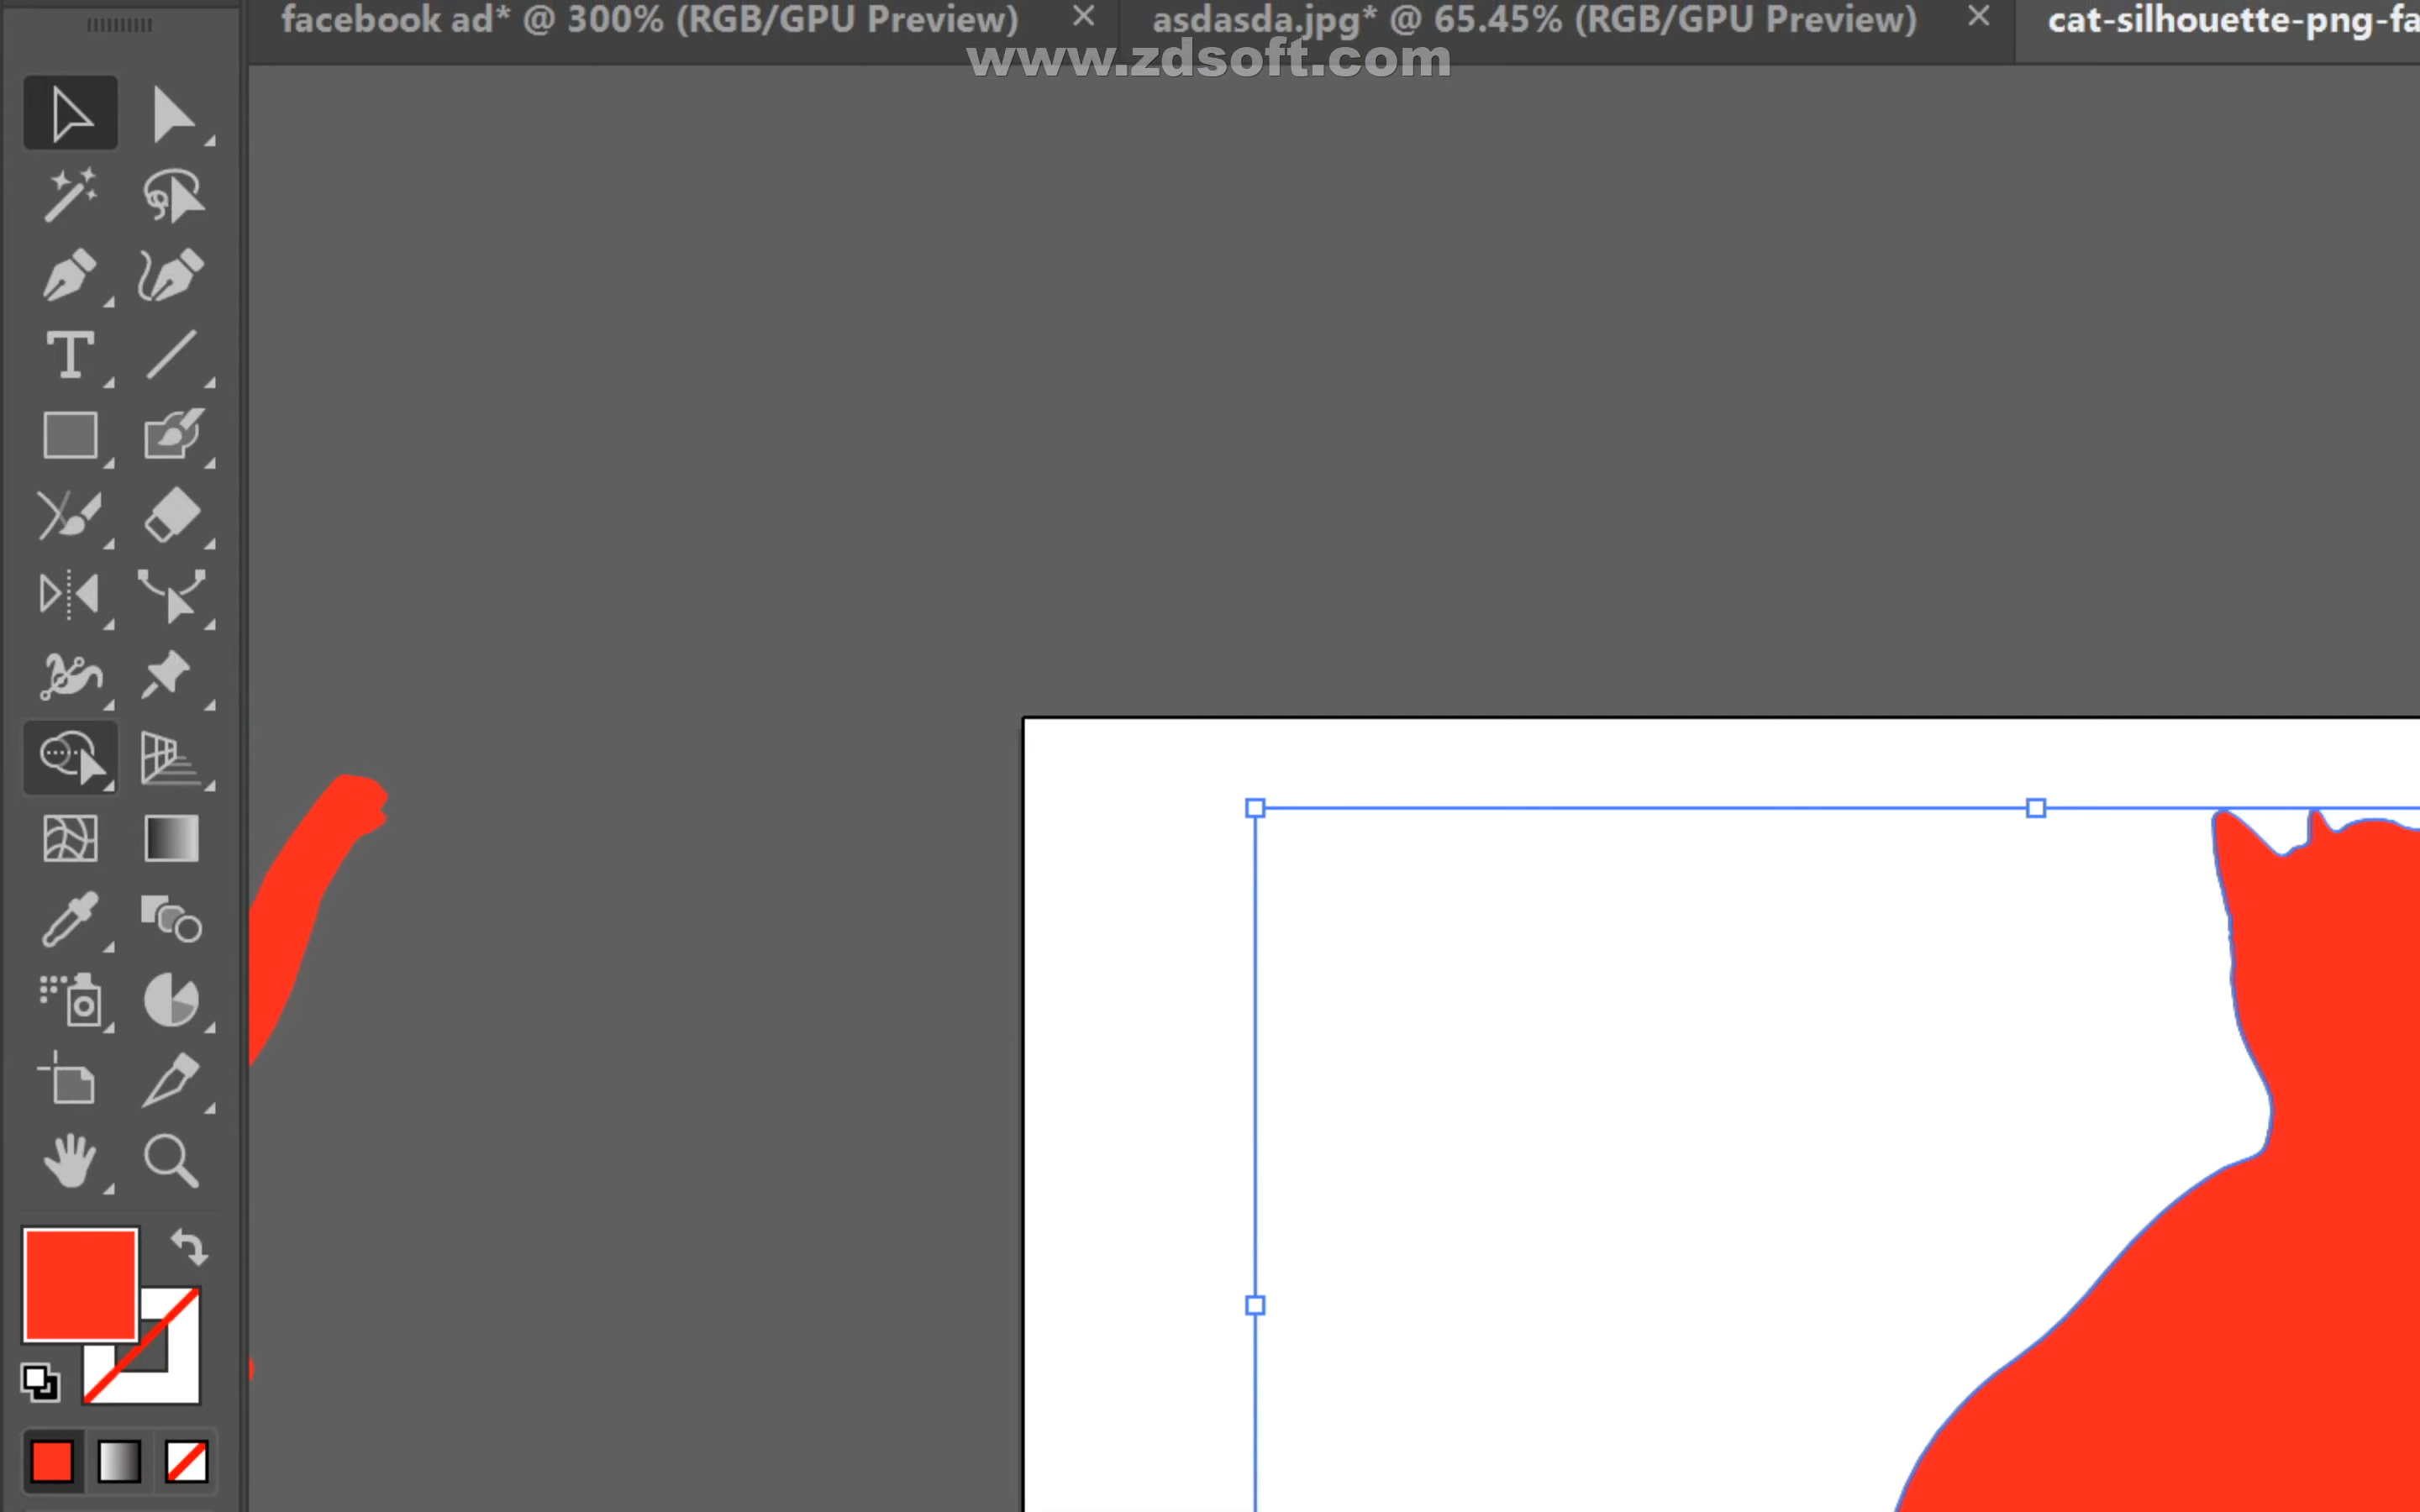 facebook ad* @ 300% (RGB/GPU Preview)
asdasda.jpg* @ 65.45% (RGB/GPU Preview)
cat-silhouette-png-fa
www.zdsoft.com